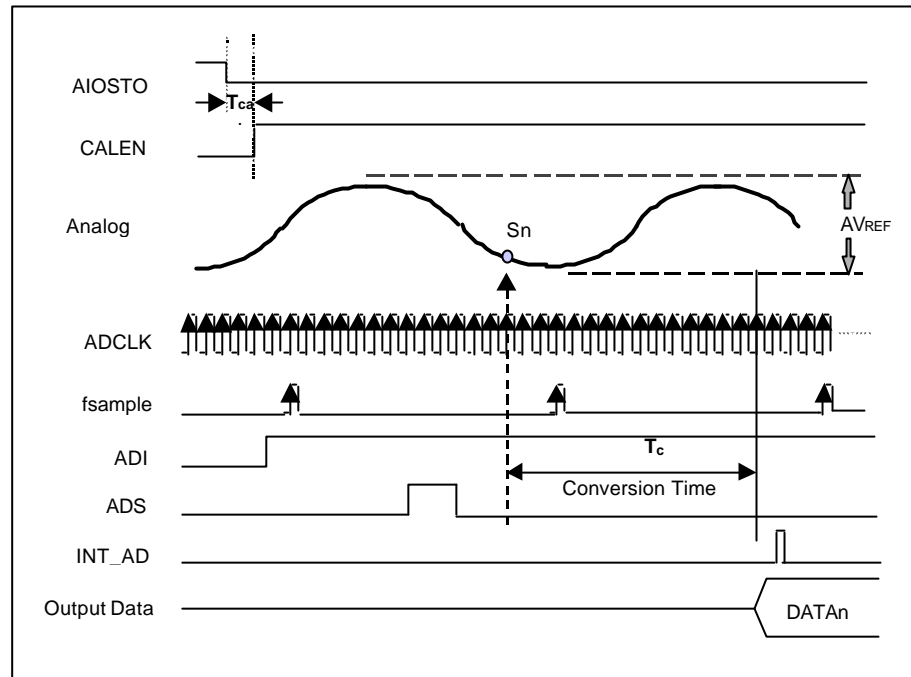 AIOSTO
Tca
CALEN
Analog
Sn
AVREF
ADCLK
fsample
ADI
Tc
Conversion Time
ADS
INT_AD
Output Data
DATAn